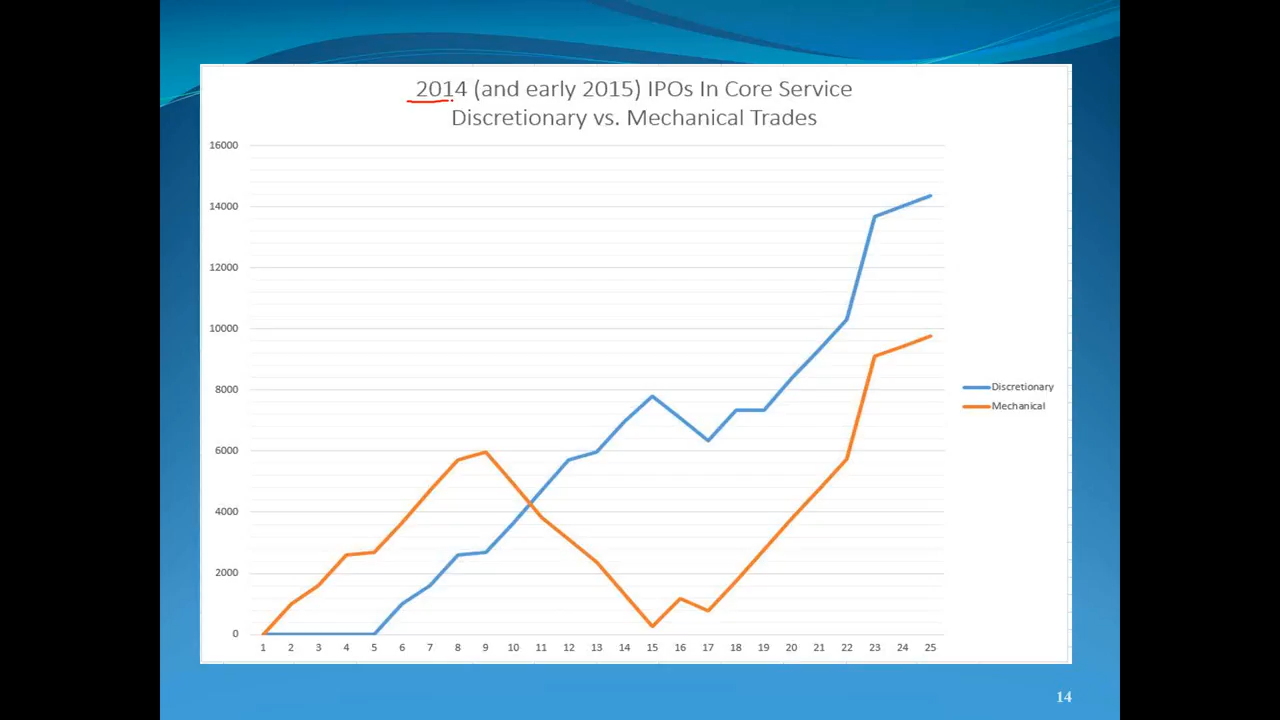 2014 (and early 2015) IPOs In Core Service
Discretionary vs. Mechanical Trades
16000
14000
12000
10000
8000
6000
4000
2000
0
1 2 3 4 5 6 7 8 9 10 11 12 13 14 15 16 17 18 19 20 21 22 23 24 25
Discretionary
Mechanical
14